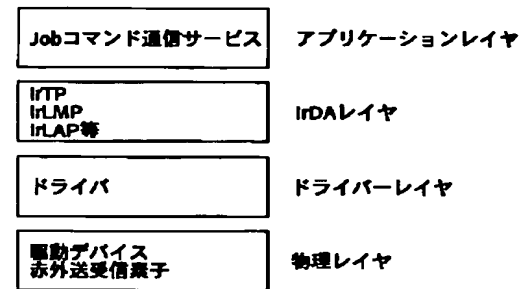 Jobコマンド通信サービス アプリケーションレイヤ
IrTP
IrLMP
IrLAP等
IrDAレイヤ
ドライバ ドライバーレイヤ
駆動デバイス
赤外送受信素子
物理レイヤ